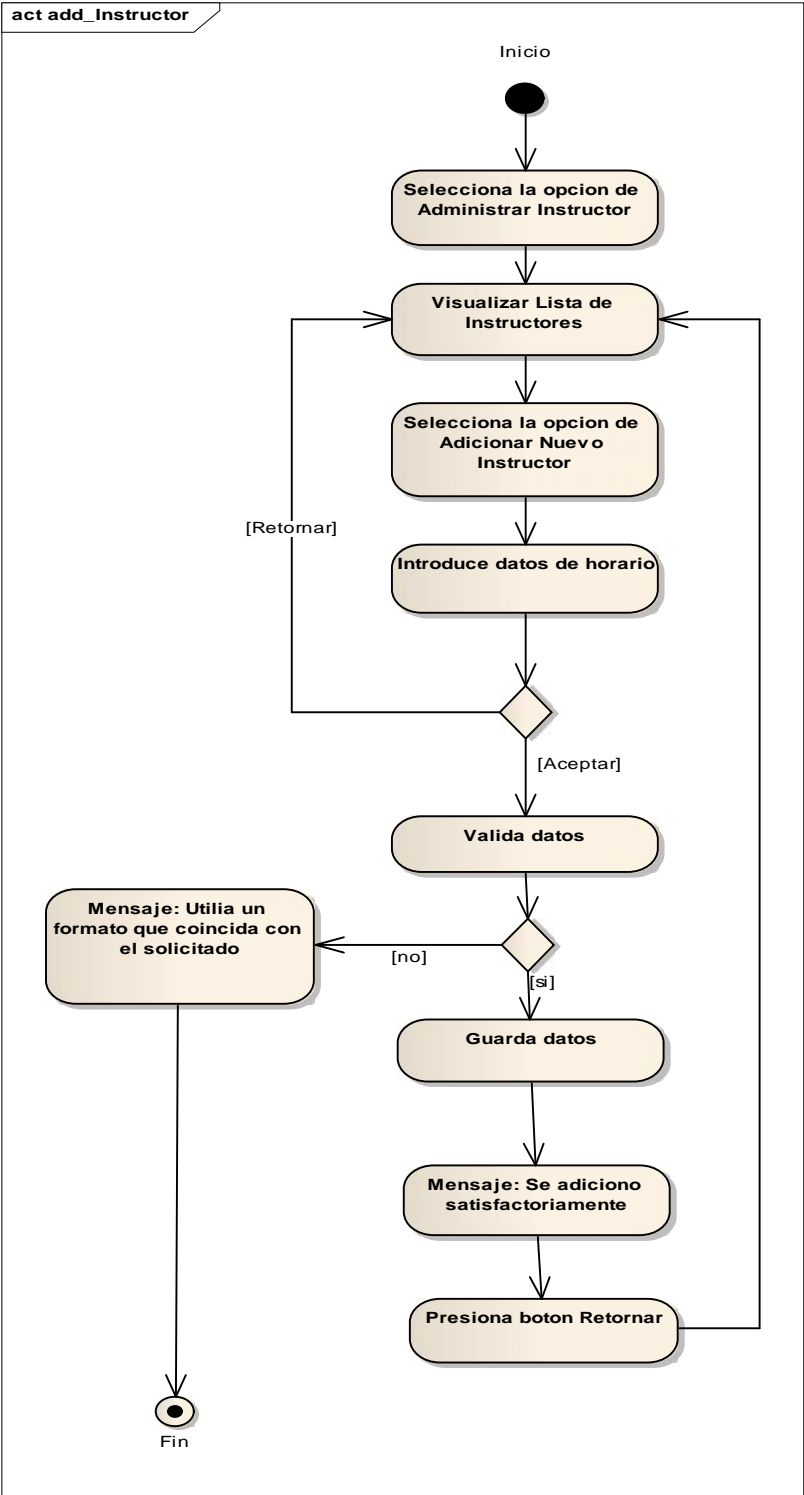 act add_Instructor
Inicio
Selecciona la opcion de
Administrar Instructor
Visualizar Lista de
Instructores
Selecciona la opcion de
Adicionar Nuevo
Instructor
[Retornar]
Introduce datos de horario
[Aceptar]
Valida datos
Mensaje: Utilia un
formato que coincida con
el solicitado
[no]
[si]
Guarda datos
Mensaje: Se adiciono
satisfactoriamente
Presiona boton Retornar
Fin